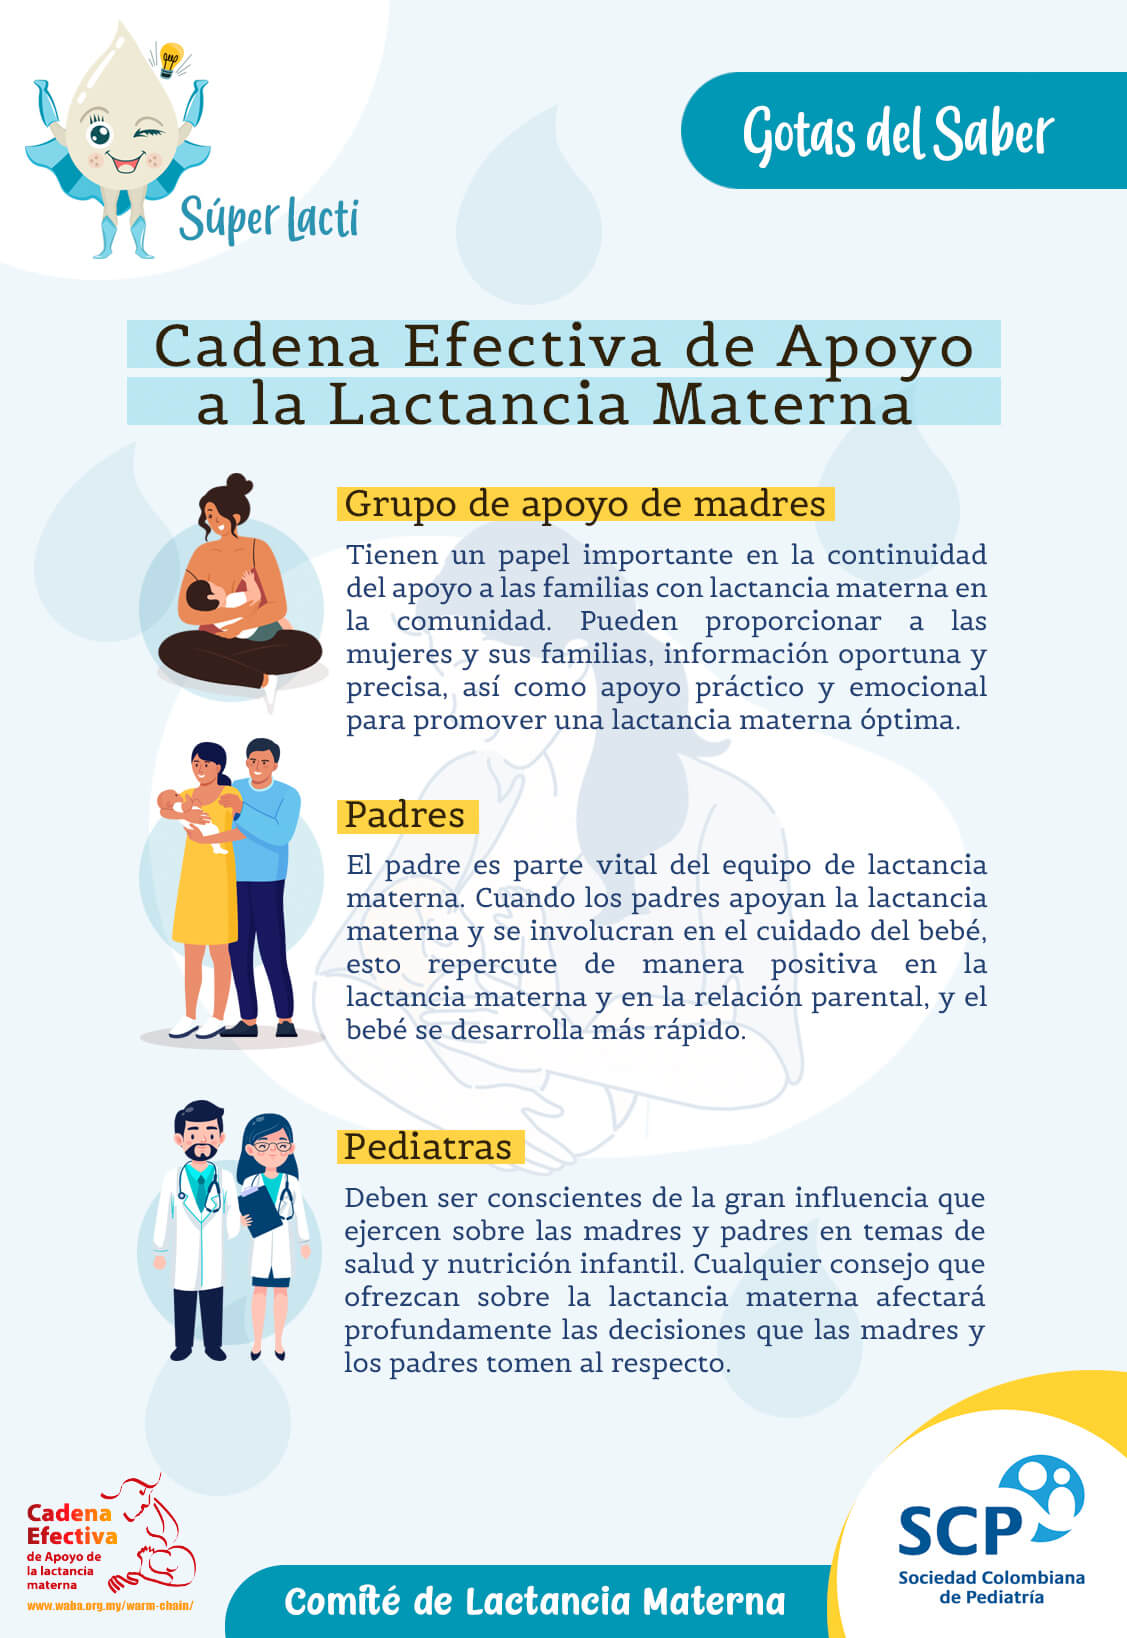 Súper Lacti
Gotas del Saber
Cadena Efectiva de Apoyo
a la Lactancia Materna
Grupo de apoyo de madres
Tienen un papel importante en la continuidad
del apoyo a las familias con lactancia materna en
la comunidad. Pueden proporcionar a las
mujeres y sus familias, información oportuna y
precisa, así como apoyo práctico y emocional
para promover una lactancia materna óptima.
Padres
El padre es parte vital del equipo de lactancia
materna. Cuando los padres apoyan la lactancia
materna y se involucran en el cuidado del bebé,
esto repercute de manera positiva en la
lactancia materna y en la relación parental, y el
bebé se desarrolla más rápido.
Pediatras
Deben ser conscientes de la gran influencia que
ejercen sobre las madres y padres en temas de
salud y nutrición infantil. Cualquier consejo que
ofrezcan sobre la lactancia materna afectará
profundamente las decisiones que las madres y
los padres tomen al respecto.
Cadena
Efectiva
de Apoyo de
la lactancia
materna
www.waba.org.my/warm-chain/
Comité de Lactancia Materna
SCP
Sociedad Colombiana
de Pediatría